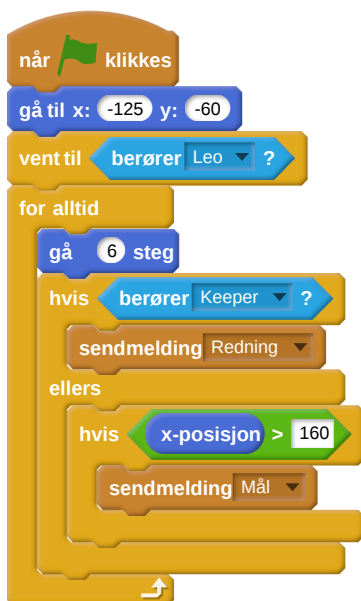 når klikkes
gå til x: -125 y: -60
vent til berører Leo ?
for alltid
gå 6 steg
hvis berører Keeper ?
sendmelding Redning
ellers
hvis x-posisjon > 160
sendmelding Mål